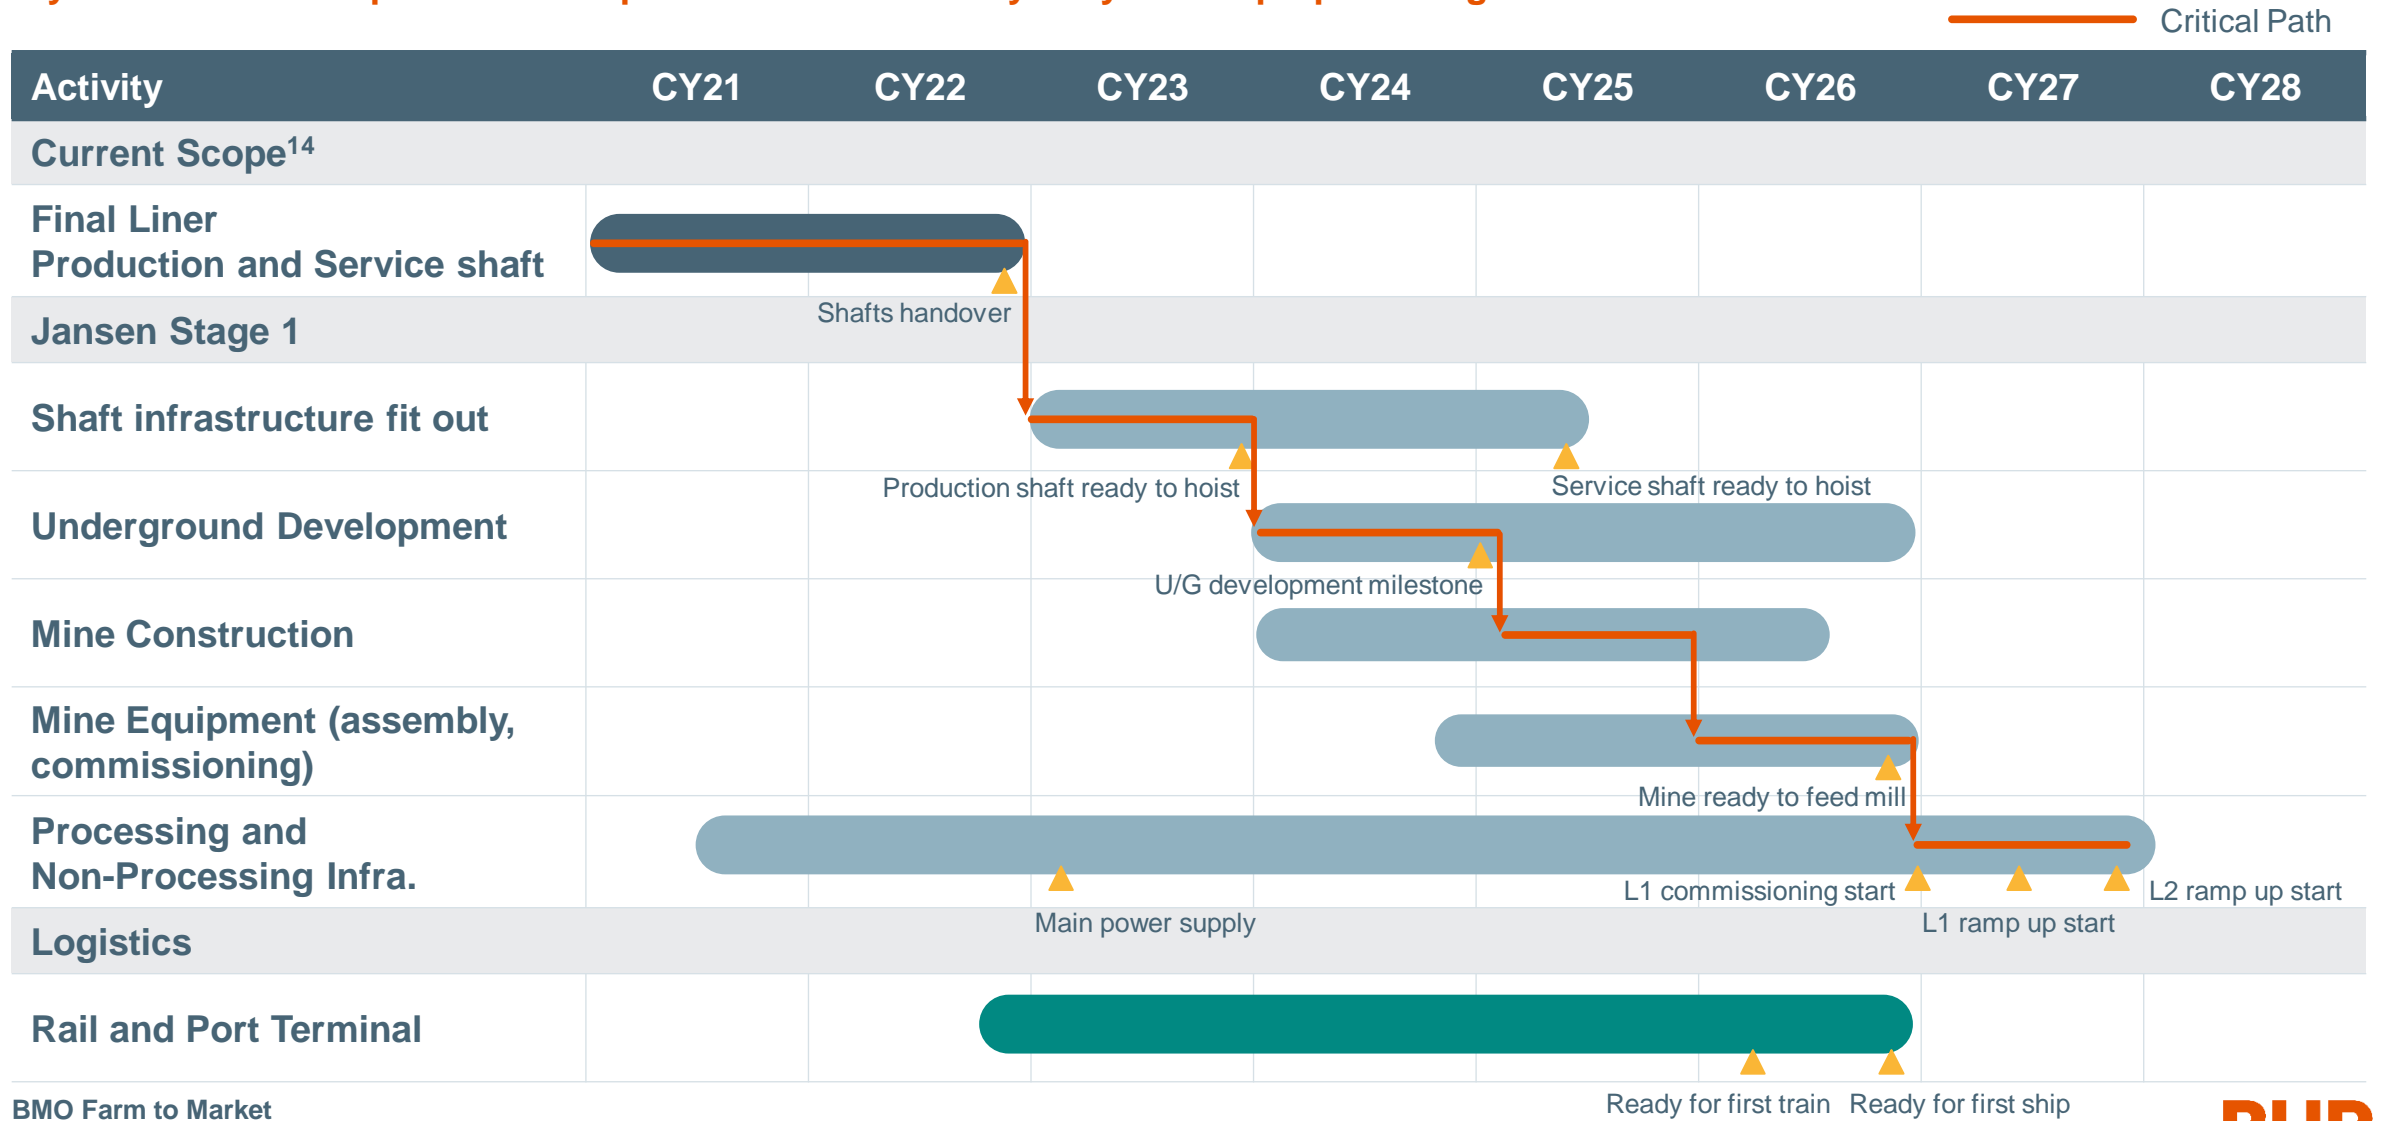 Critical Path
Activity CY21 CY22 CY23 CY24 CY25 CY26 CY27 CY28
Current Scope14
Final Liner
Production and Service shaft
Shafts handover
Jansen Stage 1
Shaft infrastructure fit out
Production shaft ready to hoist
Service shaft ready to hoist
Underground Development
U/G development milestone
Mine Construction
Mine Equipment (assembly,
commissioning)
Mine ready to feed mill
Processing and
Non-Processing Infra.
L1 commissioning start
L2 ramp up start
Main power supply
L1 ramp up start
Logistics
Rail and Port Terminal
Ready for first train
Ready for first ship
BMO Farm to Market
BHP